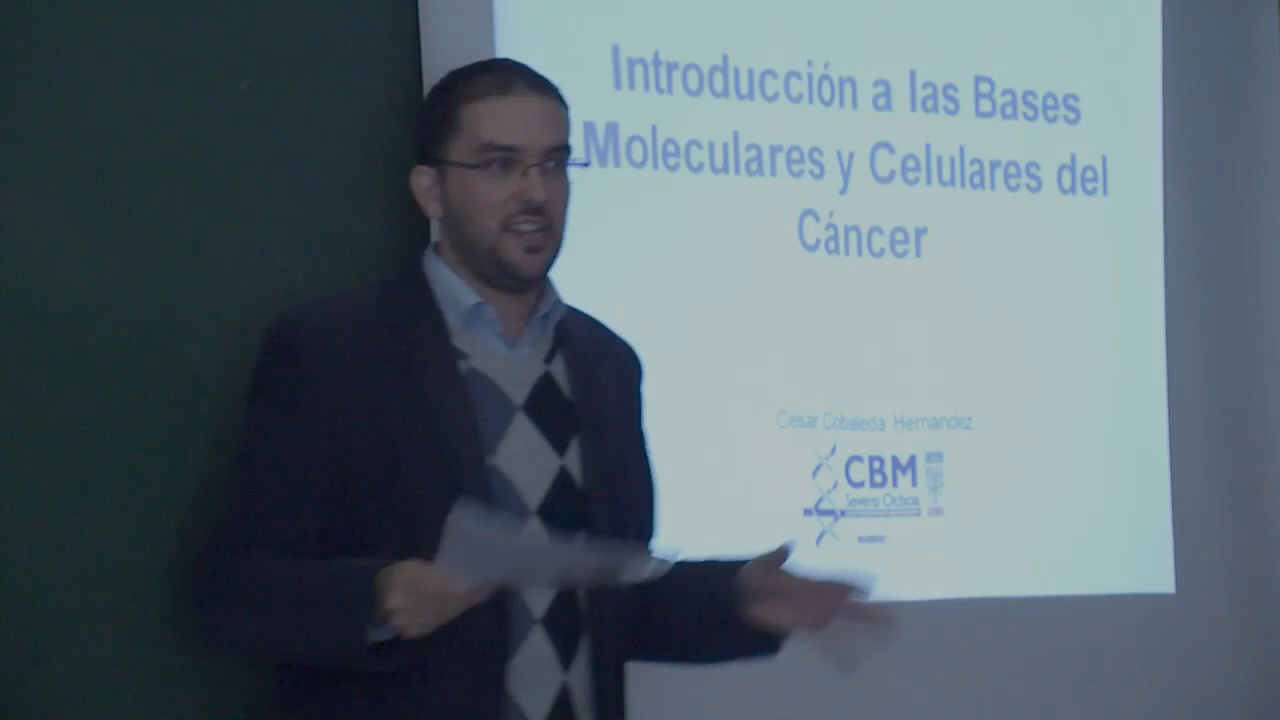 Introducción a las Bases
Moleculares y Celulares del
Cáncer
Cesar Cobaleda Hernandez
CBM
Severo Ochoa